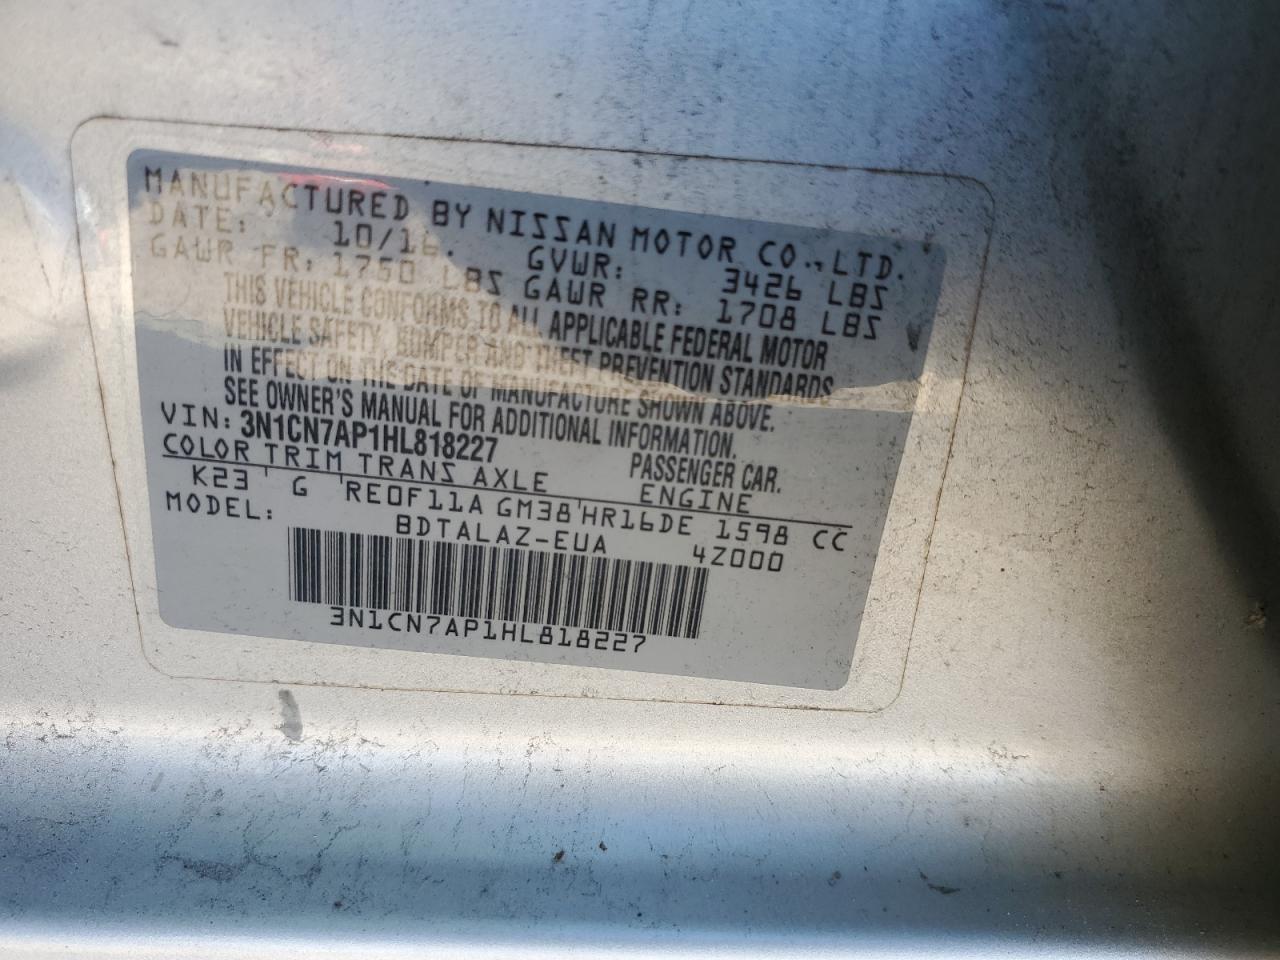 MANUFACTURED BY NISSAN MOTOR CO., LTD.
DATE: 10/16. GVWR: 3426 LBS
GAWR FR: 1750 LBS GAWR RR: 1708 LBS
THIS VEHICLE CONFORMS TO ALL APPLICABLE FEDERAL MOTOR
VEHICLE SAFETY, BUMPER AND THEFT PREVENTION STANDARDS
IN EFFECT ON THE DATE OF MANUFACTURE SHOWN ABOVE.
SEE OWNER'S MANUAL FOR ADDITIONAL INFORMATION.
VIN: 3N1CN7AP1HL818227 PASSENGER CAR.
COLOR TRIM TRANS AXLE ENGINE
K23 G RE0F11A GM38 HR16DE 1598 CC
MODEL: BDTALAZ-EUA 4Z000
3N1CN7AP1HL818227